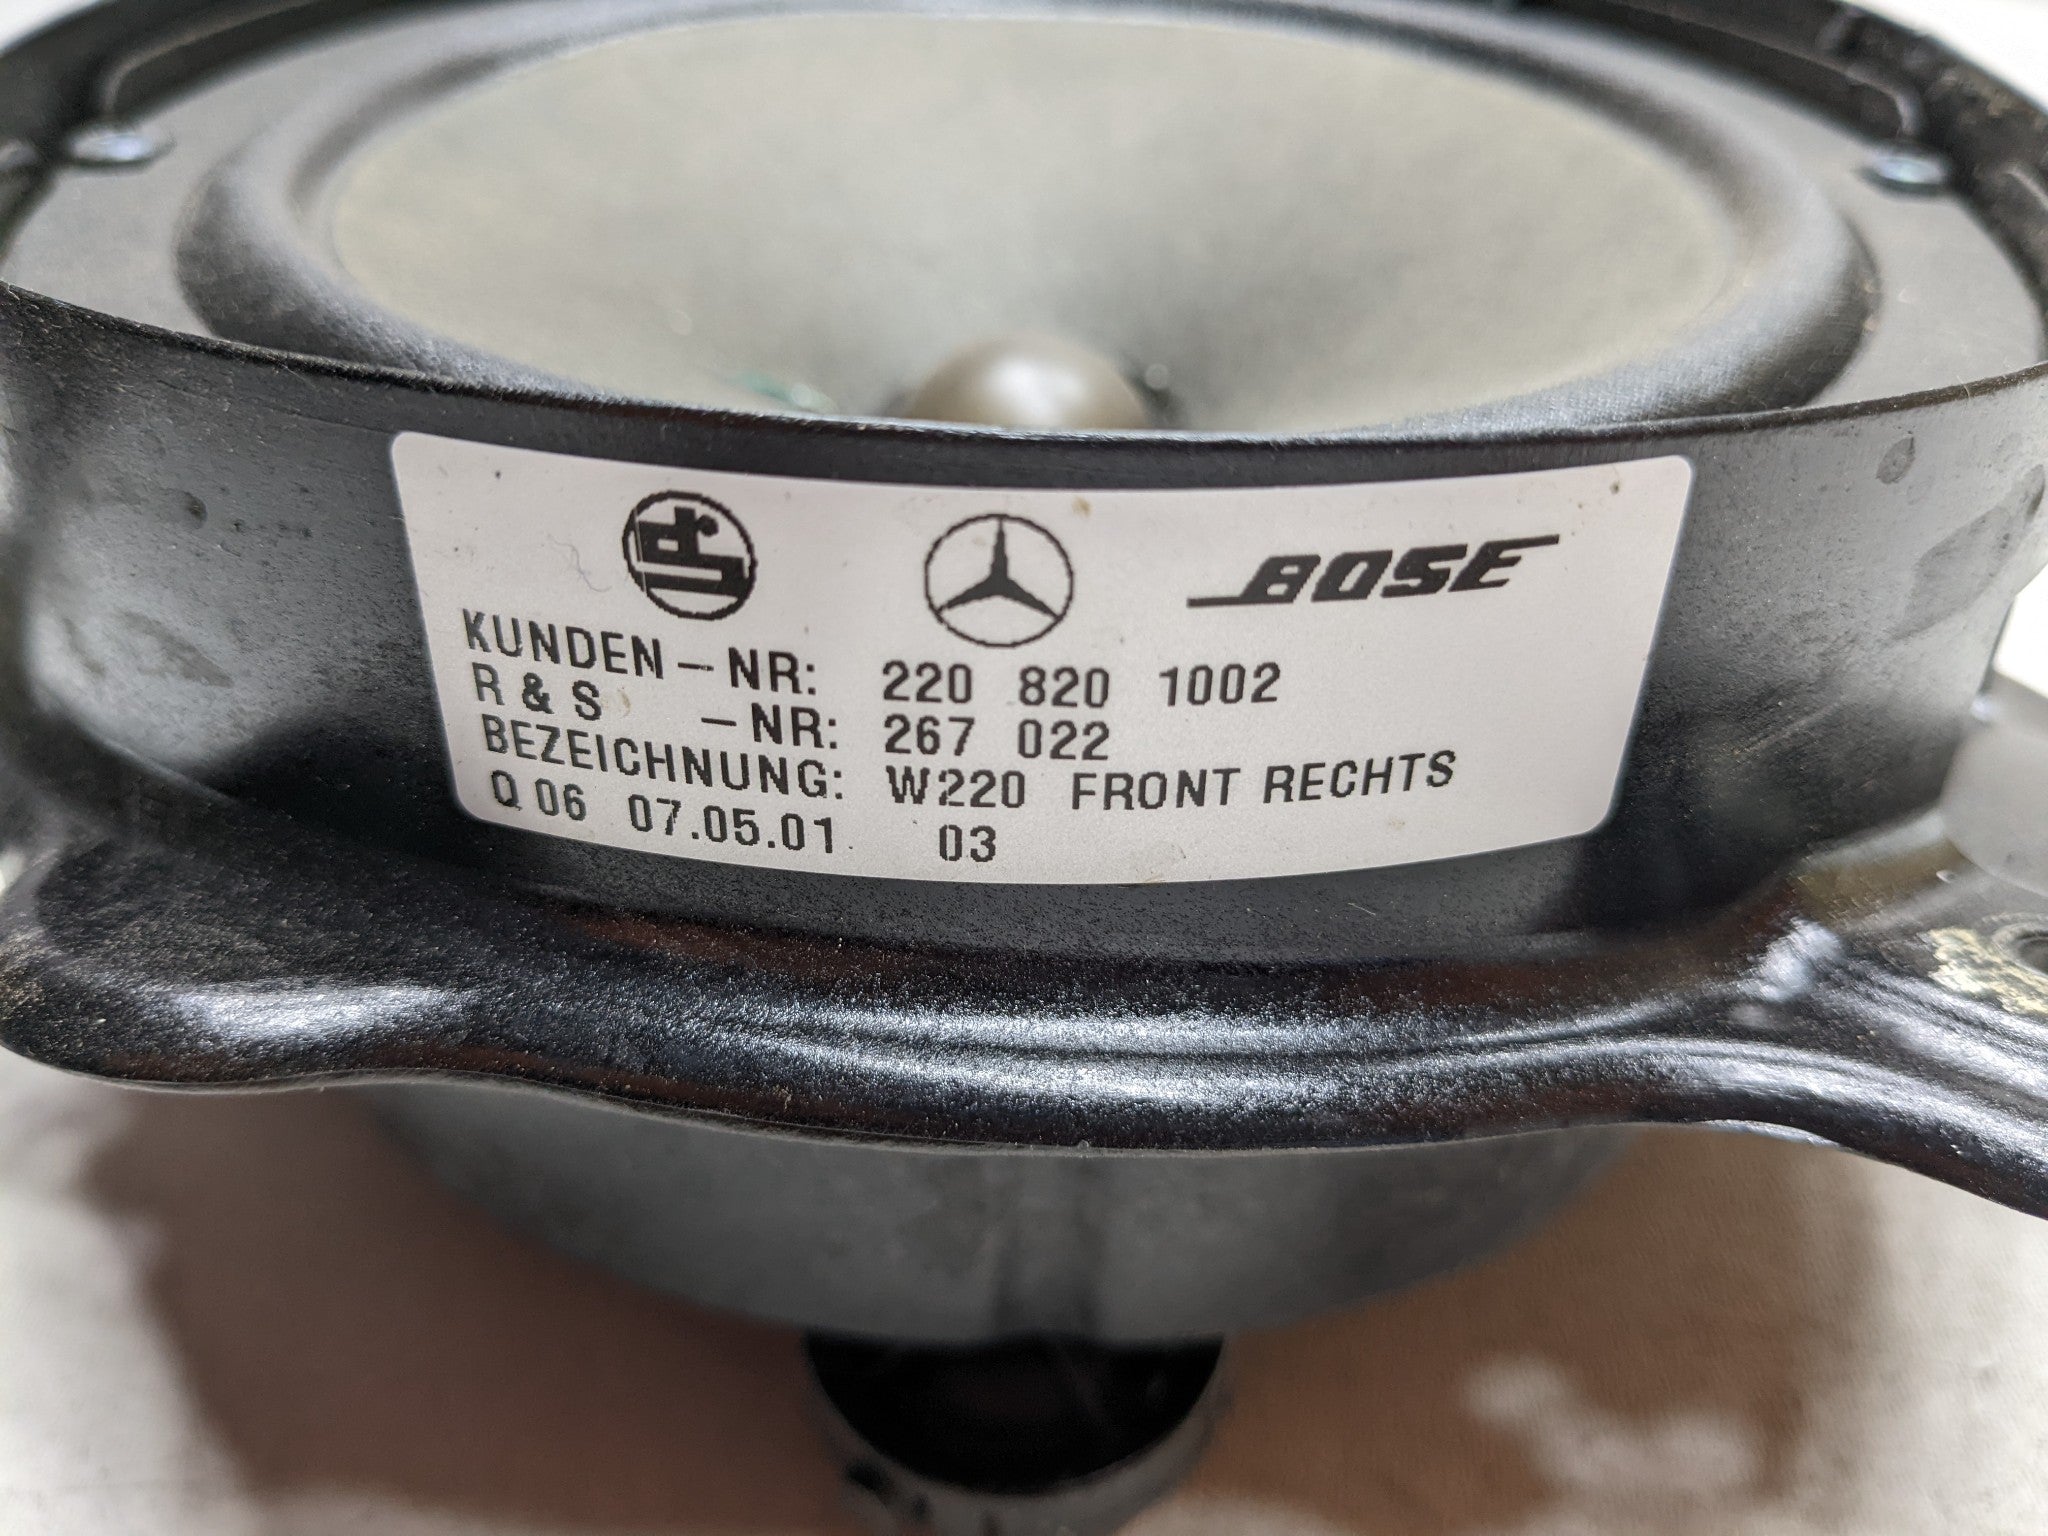 BOSE
KUNDEN-NR: 220 820 1002
R & S -NR: 267 022
BEZEICHNUNG: W220 FRONT RECHTS
Q 06 07.05.01 03